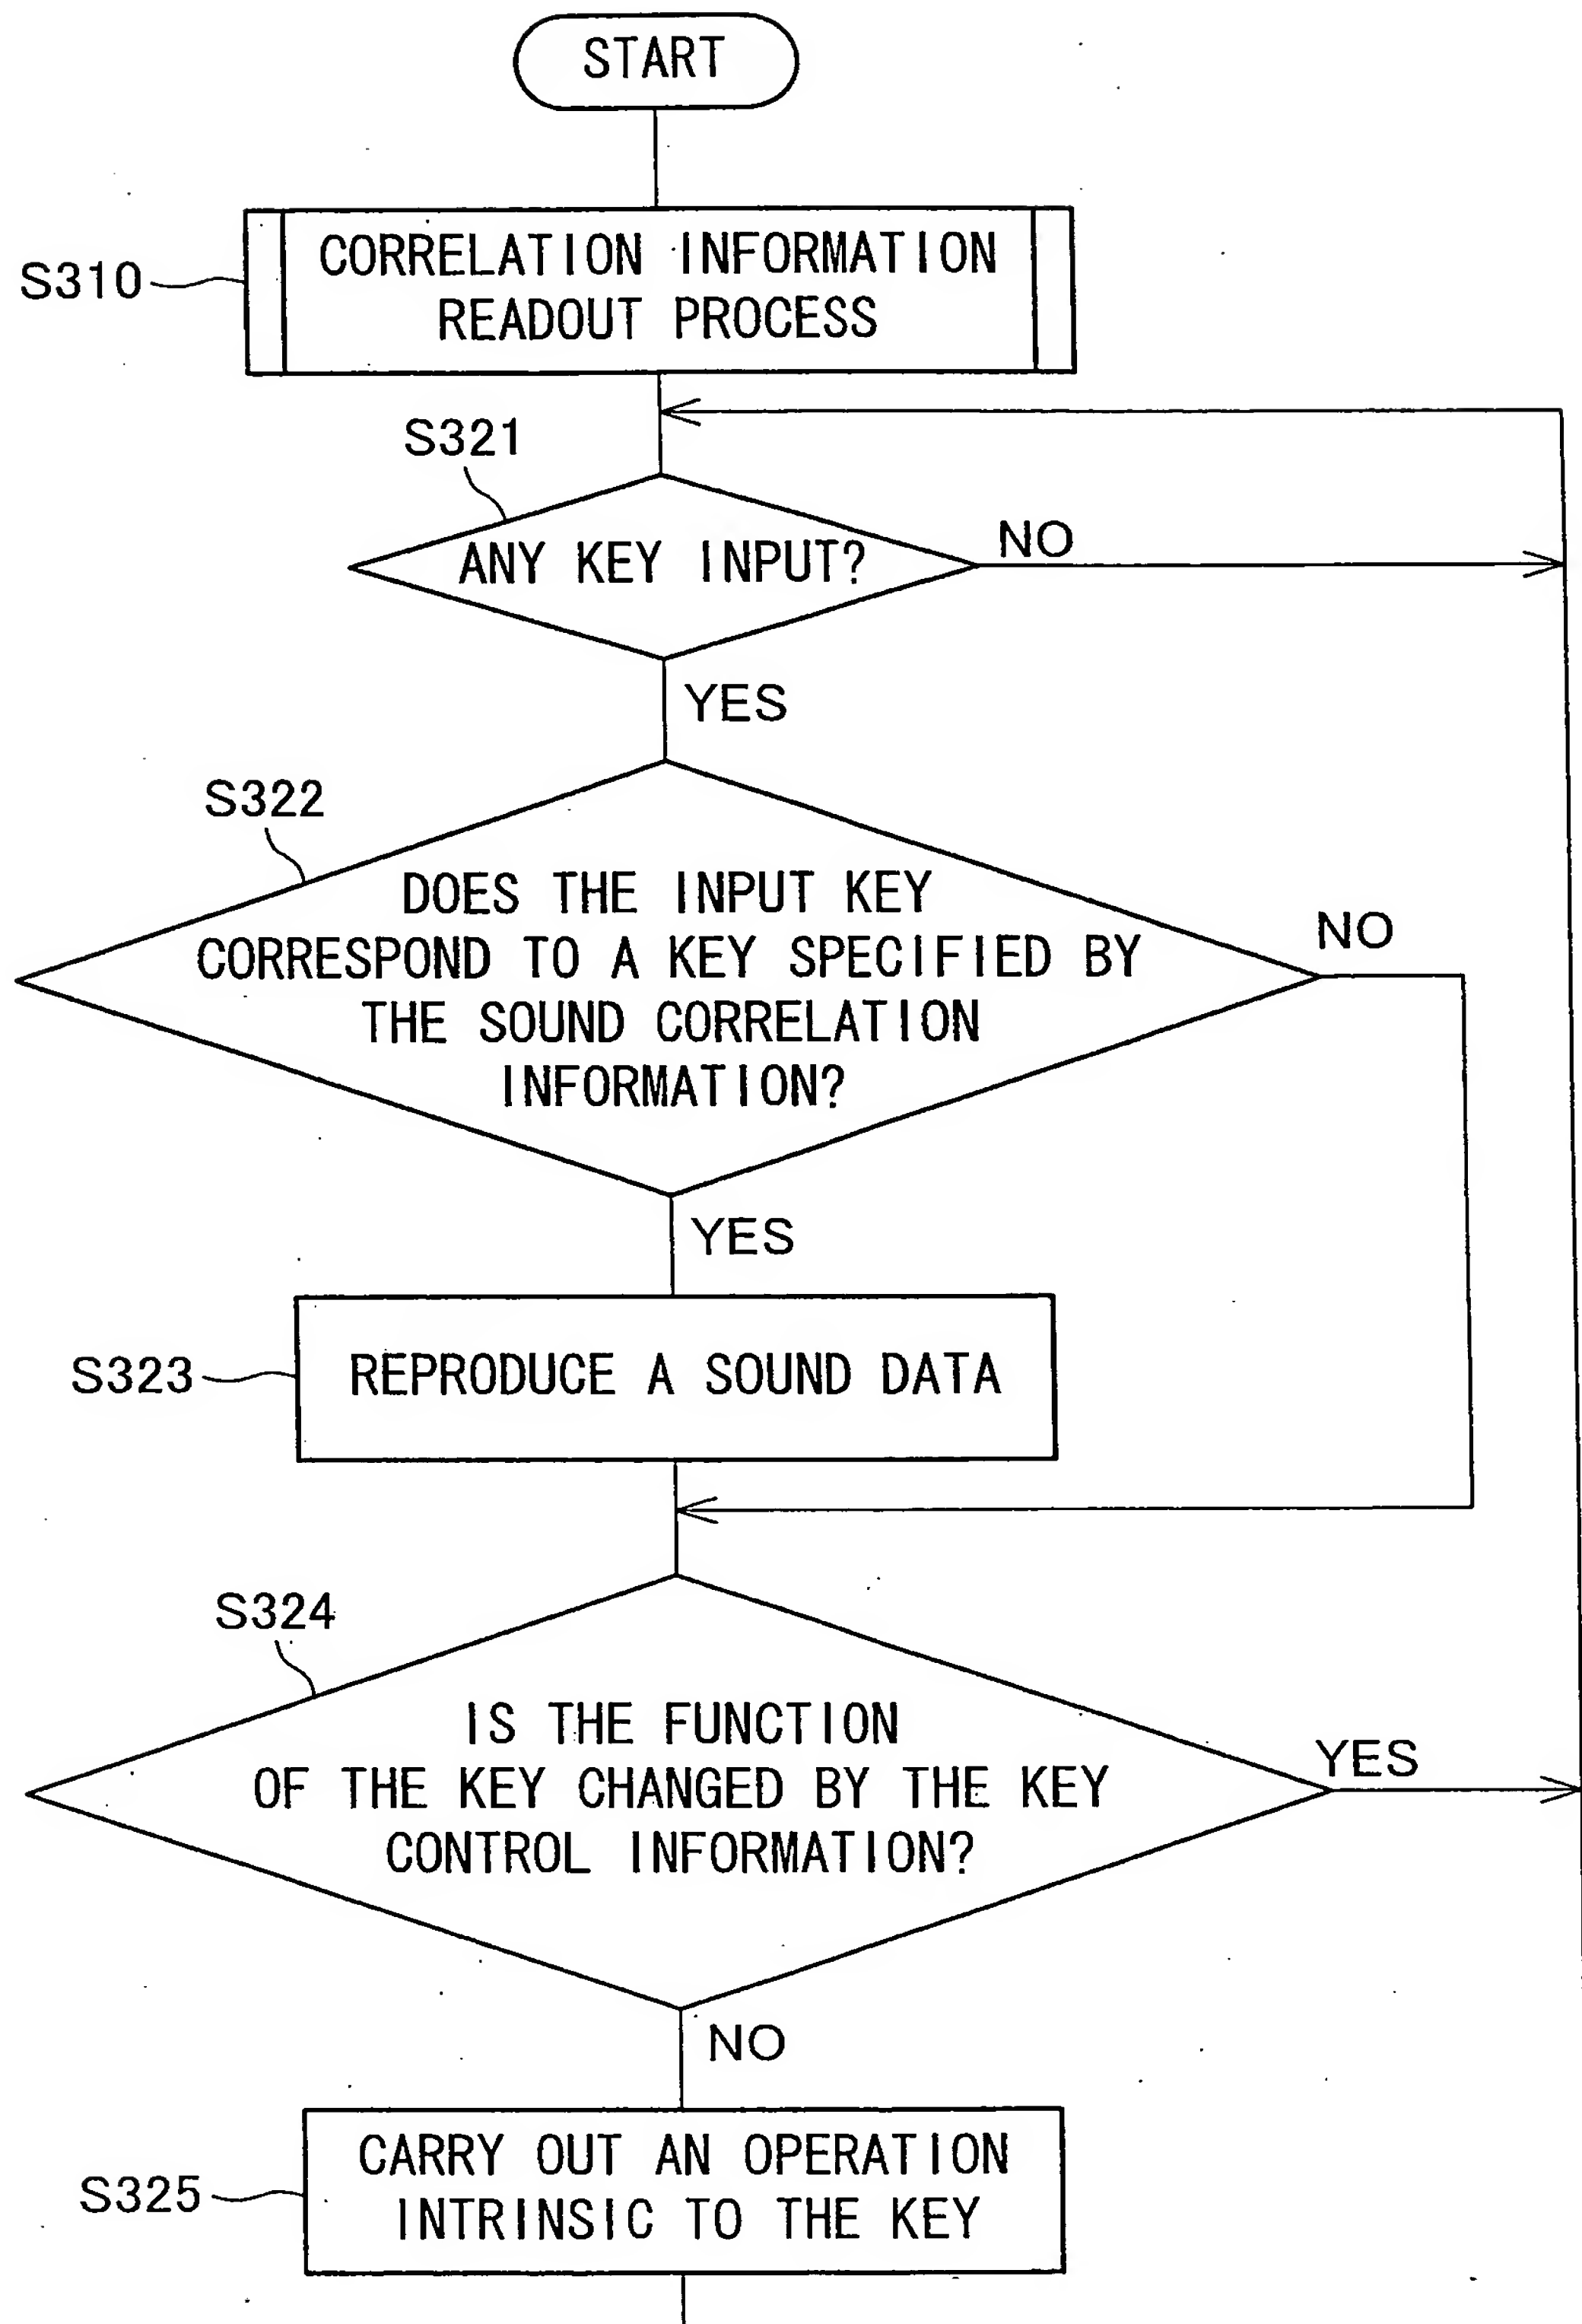 START
S310
CORRELATION INFORMATION
READOUT PROCESS
S321
ANY KEY INPUT?
NO
YES
S322
DOES THE INPUT KEY
CORRESPOND TO A KEY SPECIFIED BY
THE SOUND CORRELATION
INFORMATION?
NO
YES
S323
REPRODUCE A SOUND DATA
S324
IS THE FUNCTION
OF THE KEY CHANGED BY THE KEY
CONTROL INFORMATION?
YES
NO
S325
CARRY OUT AN OPERATION
INTRINSIC TO THE KEY